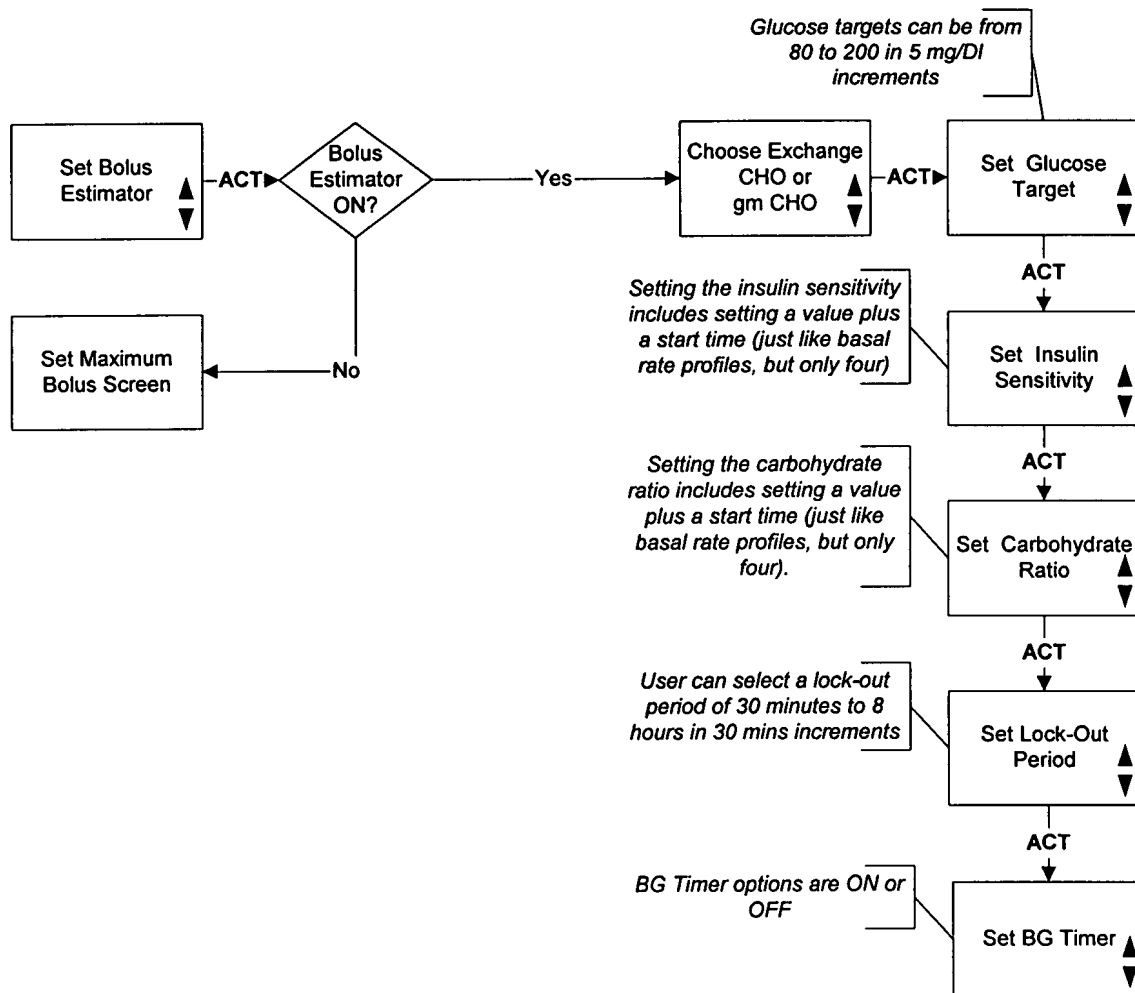 Glucose targets can be from
80 to 200 in 5 mg/Dl
increments
Set Bolus
Estimator
ACT
Bolus
Estimator
ON?
Yes
Choose Exchange
CHO or
gm CHO
ACT
Set Glucose
Target
ACT
No
Set Maximum
Bolus Screen
Setting the insulin sensitivity
includes setting a value plus
a start time (just like basal
rate profiles, but only four)
Set Insulin
Sensitivity
ACT
Setting the carbohydrate
ratio includes setting a value
plus a start time (just like
basal rate profiles, but only
four).
Set Carbohydrate
Ratio
ACT
User can select a lock-out
period of 30 minutes to 8
hours in 30 mins increments
Set Lock-Out
Period
ACT
BG Timer options are ON or
OFF
Set BG Timer